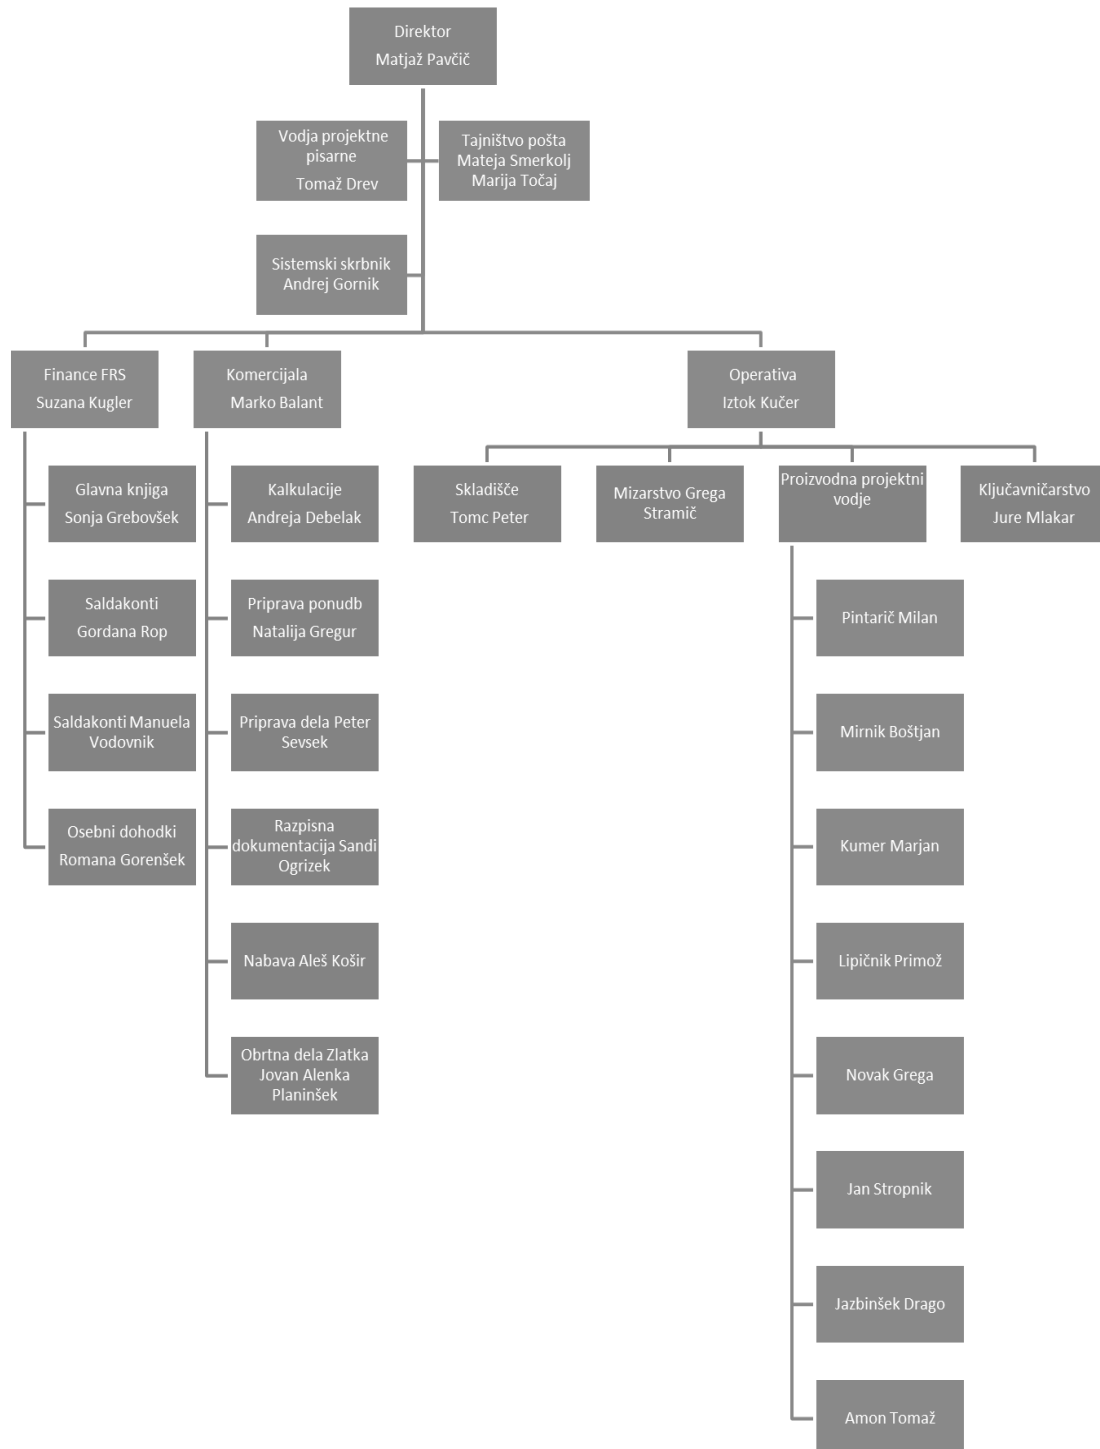 Direktor
Matjaž Pavčič
Vodja projektne
pisarne
Tomaž Drev
Tajništvo pošta
Mateja Smerkolj
Marija Točaj
Sistemski skrbnik
Andrej Gornik
Finance FRS
Suzana Kugler
Komercijala
Marko Balant
Operativa
Iztok Kučer
Glavna knjiga
Sonja Grebovšek
Saldakonti
Gordana Rop
Saldakonti Manuela
Vodovnik
Osebni dohodki
Romana Gorenšek
Kalkulacije
Andreja Debelak
Priprava ponudb
Natalija Gregur
Priprava dela Peter
Sevsek
Razpisna
dokumentacija Sandi
Ogrizek
Nabava Aleš Košir
Obrtna dela Zlatka
Jovan Alenka
Planinšek
Skladišče
Tomc Peter
Mizarstvo Grega
Stramič
Proizvodna projektni
vodje
Ključavničarstvo
Jure Mlakar
Pintarič Milan
Mirnik Boštjan
Kumer Marjan
Lipičnik Primož
Novak Grega
Jan Stropnik
Jazbinšek Drago
Amon Tomaž